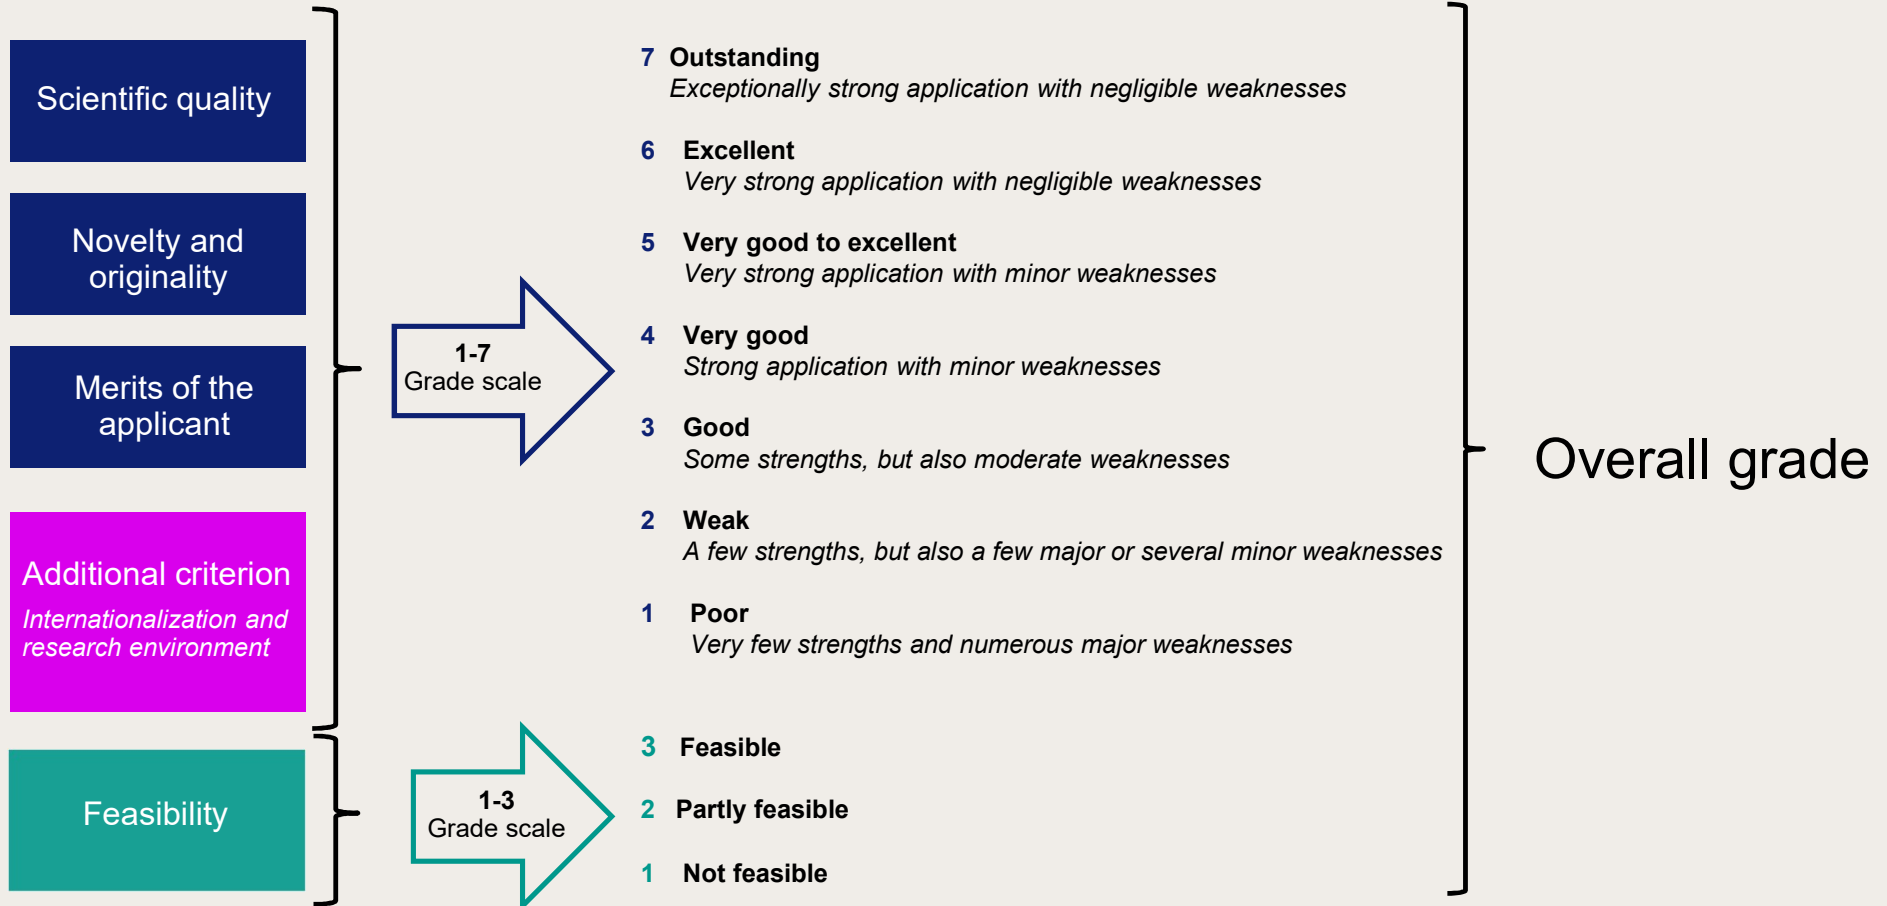 Scientific quality
Novelty and
originality
Merits of the
applicant
Additional criterion
Internationalization and
research environment
Feasibility
1-7
Grade scale
1-3
Grade scale
7 Outstanding
Exceptionally strong application with negligible weaknesses
6 Excellent
Very strong application with negligible weaknesses
5 Very good to excellent
Very strong application with minor weaknesses
4 Very good
Strong application with minor weaknesses
3 Good
Some strengths, but also moderate weaknesses
2 Weak
A few strengths, but also a few major or several minor weaknesses
1 Poor
Very few strengths and numerous major weaknesses
3 Feasible
2 Partly feasible
1 Not feasible
Overall grade